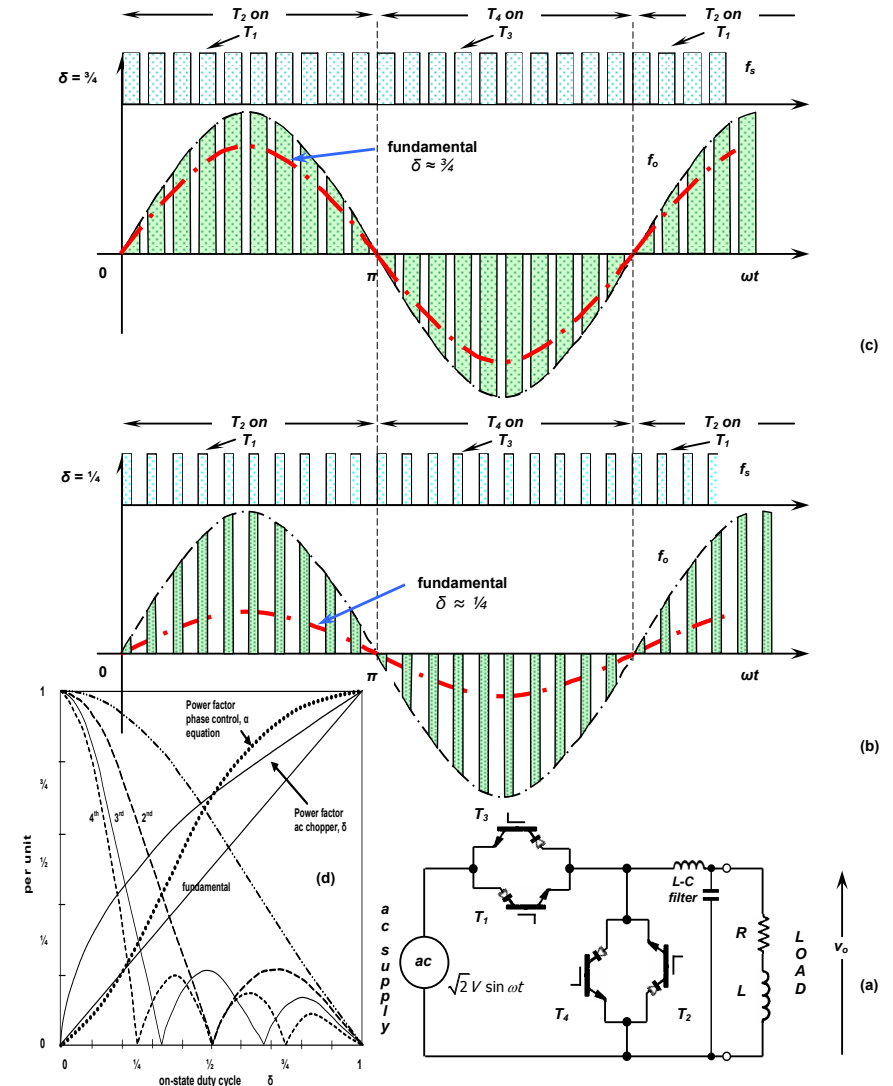 T2 on
T4 on
T2 on
T1
T3
T1
δ = ¾
fs
fundamental
δ ≈ ¾
fo
0
π
ωt
(c)
T2 on
T4 on
T2 on
T1
T3
T1
δ = ¼
fs
fundamental
δ ≈ ¼
fo
0
π
ωt
(b)
1
Power factor
phase control, α
equation
¾
4th
3rd
2nd
Power factor
ac chopper, δ
per unit
½
(d)
fundamental
¼
0
0
¼
½
¾
1
on-state duty cycle δ
T3
T1
L-C
filter
ac supply
ac
√2 V sin ωt
T4
T2
R
L
LOAD
vo
(a)